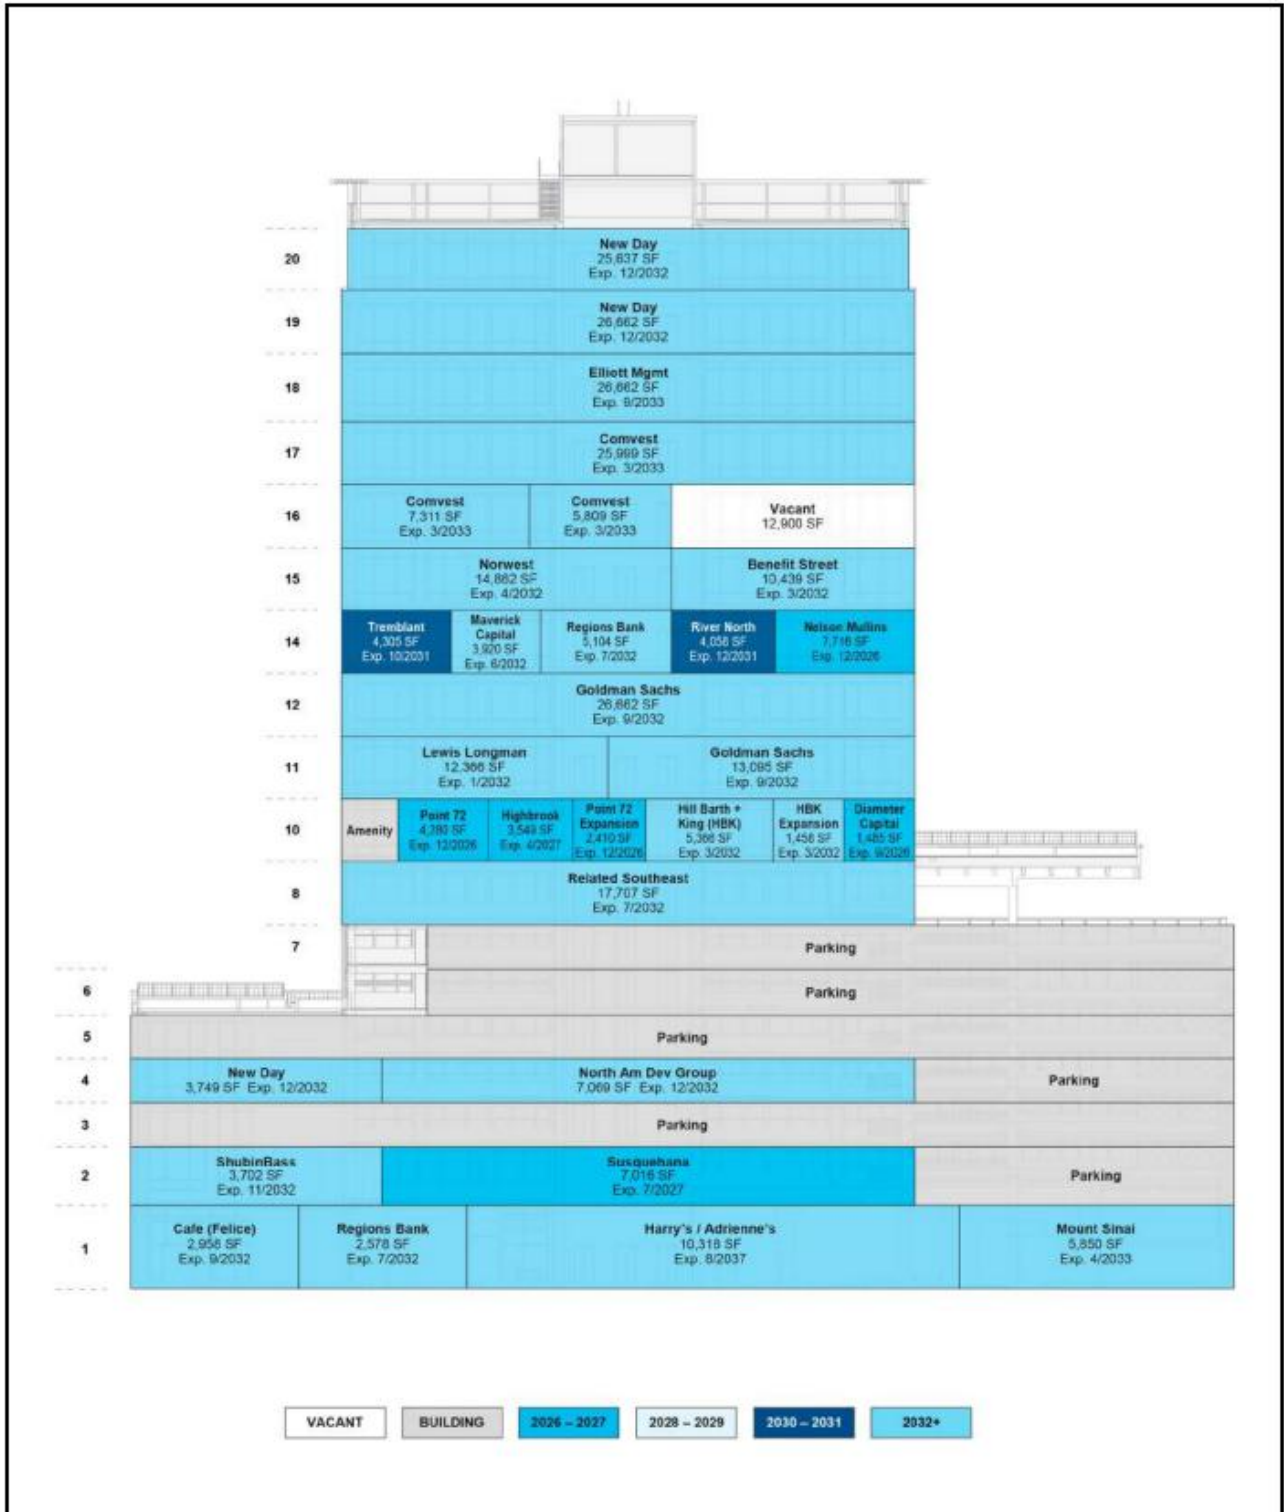 20
New Day
25,637 SF
Exp. 12/2032
19
New Day
26,662 SF
Exp. 12/2032
18
Elliott Mgmt
26,662 SF
Exp. 9/2033
17
Comvest
25,999 SF
Exp. 3/2033
16
Comvest
7,311 SF
Exp. 3/2033
Comvest
5,809 SF
Exp. 3/2033
Vacant
12,900 SF
15
Norwest
14,862 SF
Exp. 4/2032
Benefit Street
10,439 SF
Exp. 3/2032
14
Tremblant
4,305 SF
Exp. 10/2031
Maverick
Capital
3,920 SF
Exp. 6/2032
Regions Bank
5,104 SF
Exp. 7/2032
River North
4,056 SF
Exp. 12/2031
Nelson Mullins
7,716 SF
Exp. 12/2026
12
Goldman Sachs
26,662 SF
Exp. 9/2032
11
Lewis Longman
12,366 SF
Exp. 1/2032
Goldman Sachs
13,095 SF
Exp. 9/2032
10
Amenity
Point 72
SF
Exp. 12/2026
Highbrook
3,549 SF
Exp. 4/2027
Point 72
Expansion
2,410 SF
Exp. 12/2026
Hill Barth +
King (HBK)
5,366 SF
Exp. 3/2032
HBK
Expansion
1,456 SF
Exp. 3/2032
Diameter
Capital
1,485 SF
Exp. 9/2026
8
Related Southeast
17,707 SF
Exp. 7/2032
7
Parking
6
Parking
5
Parking
4
New Day
3,749 SF Exp. 12/2032
North Am Dev Group
7,069 SF Exp. 12/2032
Parking
3
Parking
2
ShubinBass
3,702 SF
Exp. 11/2032
Susquehana
7,016 SF
Exp. 7/2027
Parking
1
Cafe (Felice)
2,956 SF
Exp. 9/2032
Regions Bank
2,578 SF
Exp. 7/2032
Harry's / Adrienne's
10,318 SF
Exp. 8/2037
Mount Sinai
5,850 SF
Exp. 4/2033
VACANT
BUILDING
2026 – 2027
2028 – 2029
2030 – 2031
2032+